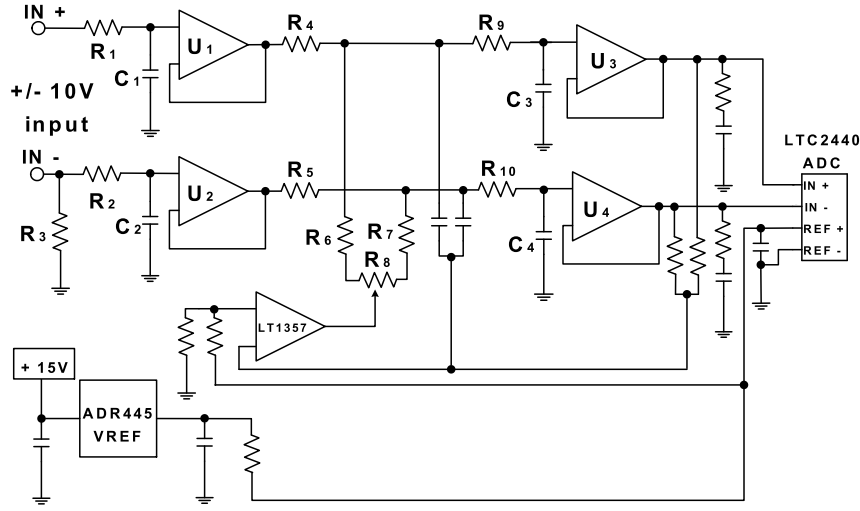 IN +
R1
C1
U1
R4
R9
C3
U3
+/- 10V
input
LTC2440
ADC
IN -
R2
R3
C2
U2
R5
R10
C4
U4
IN +
IN -
REF +
REF -
R6
R7
R8
LT1357
+ 15V
ADR445
VREF